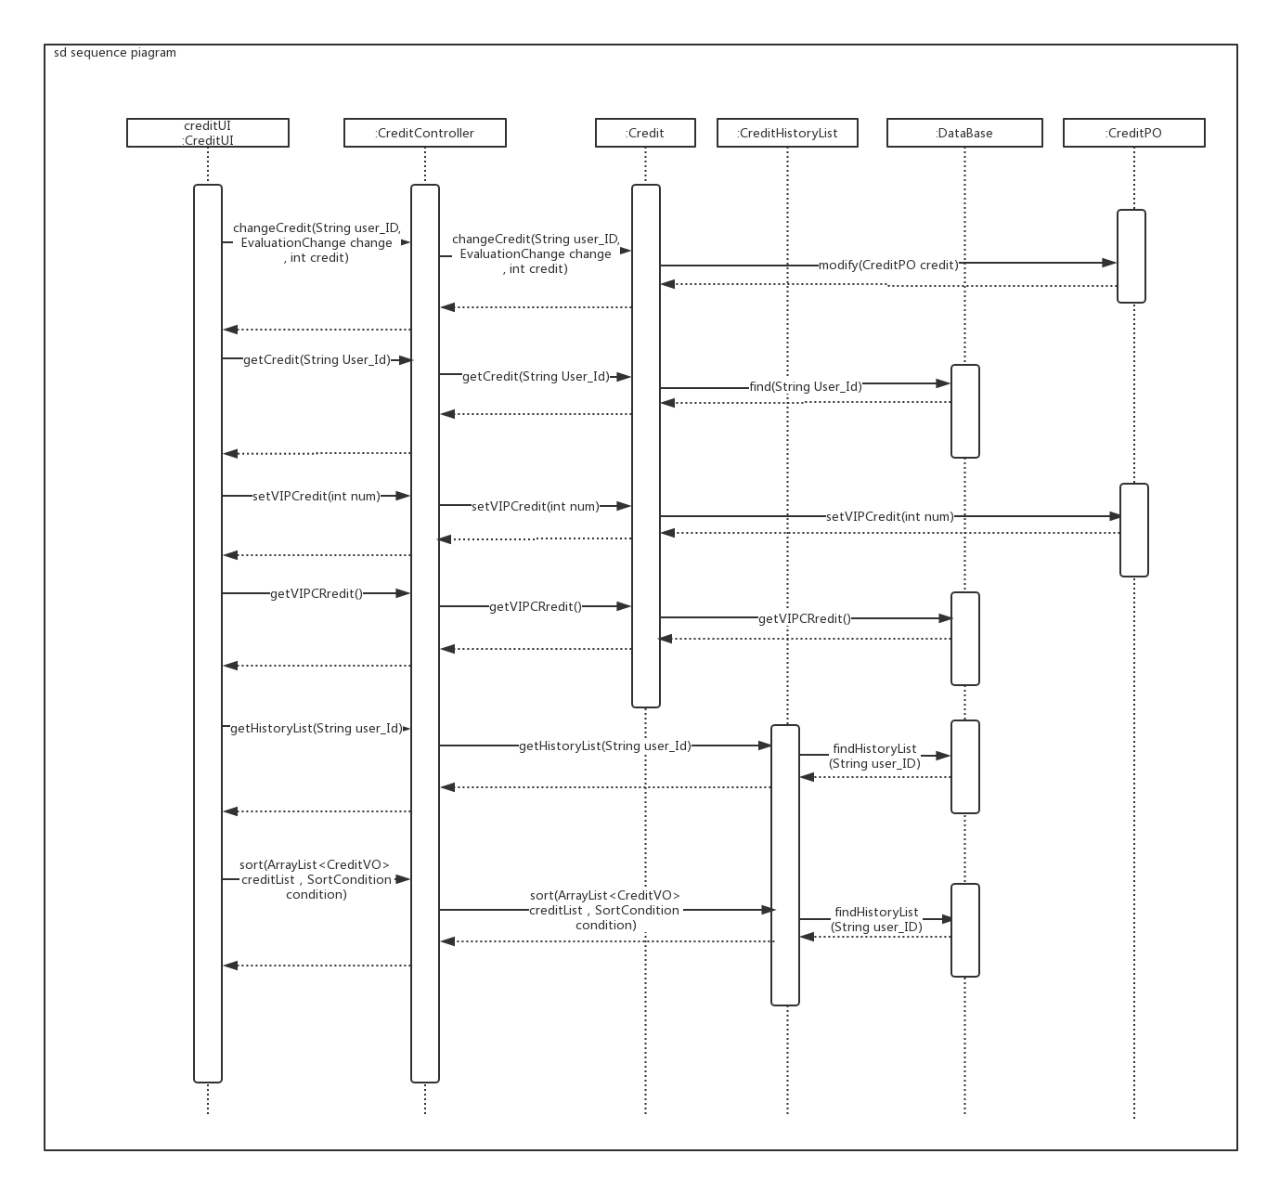 sd sequence piagram
creditUI
:CreditUI
:CreditController
:Credit
:CreditHistoryList
:DataBase
:CreditPO
changeCredit(String user_ID,
EvaluationChange change
, int credit)
changeCredit(String user_ID,
EvaluationChange change
, int credit)
modify(CreditPO credit)
getCredit(String User_Id)
getCredit(String User_Id)
find(String User_Id)
setVIPCredit(int num)
setVIPCredit(int num)
setVIPCredit(int num)
getVIPCRredit()
getVIPCRredit()
getVIPCRredit()
getHistoryList(String user_Id)
getHistoryList(String user_Id)
findHistoryList
(String user_ID)
sort(ArrayList<CreditVO>
creditList , SortCondition
condition)
sort(ArrayList<CreditVO>
creditList , SortCondition
condition)
findHistoryList
(String user_ID)